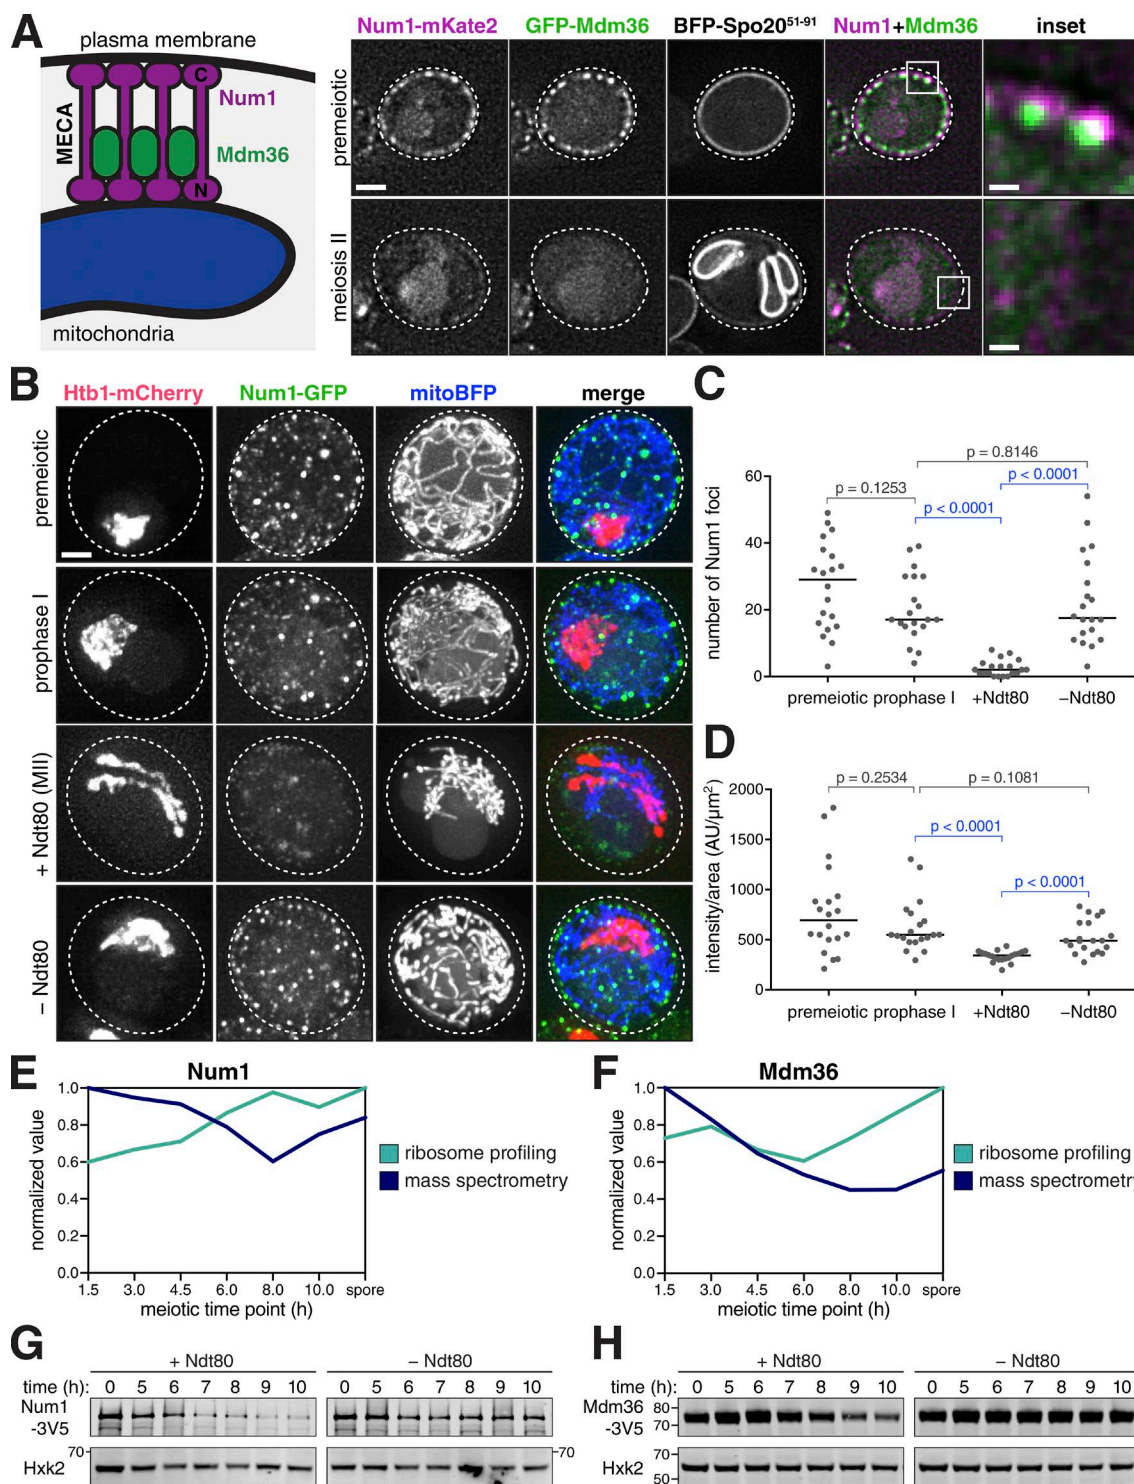 A
plasma membrane
C
Num1
MECA
Mdm36
N
mitochondria
Num1-mKate2
GFP-Mdm36
BFP-Spo20⁵¹⁻⁹¹
Num1+Mdm36
inset
premeiotic
meiosis II
B
Htb1-mCherry
Num1-GFP
mitoBFP
merge
premeiotic
prophase I
+ Ndt80 (MII)
– Ndt80
C
number of Num1 foci
60
40
20
0
p = 0.8146
p < 0.0001
p = 0.1253
p < 0.0001
premeiotic prophase I +Ndt80 –Ndt80
D
intensity/area (AU/µm²)
2000
1500
1000
500
0
p = 0.2534
p = 0.1081
p < 0.0001
p < 0.0001
premeiotic prophase I +Ndt80 –Ndt80
E
Num1
normalized value
1.0
0.8
0.6
0.4
0.2
0.0
1.5 3.0 4.5 6.0 8.0 10.0 spore
meiotic time point (h)
ribosome profiling
mass spectrometry
F
Mdm36
normalized value
1.0
0.8
0.6
0.4
0.2
0.0
1.5 3.0 4.5 6.0 8.0 10.0 spore
meiotic time point (h)
ribosome profiling
mass spectrometry
G
+ Ndt80 – Ndt80
time (h): 0 5 6 7 8 9 10 0 5 6 7 8 9 10
Num1
-3V5
70 70
Hxk2
H
+ Ndt80 – Ndt80
time (h): 0 5 6 7 8 9 10 0 5 6 7 8 9 10
Mdm36 80
-3V5 70
Hxk2 60
50